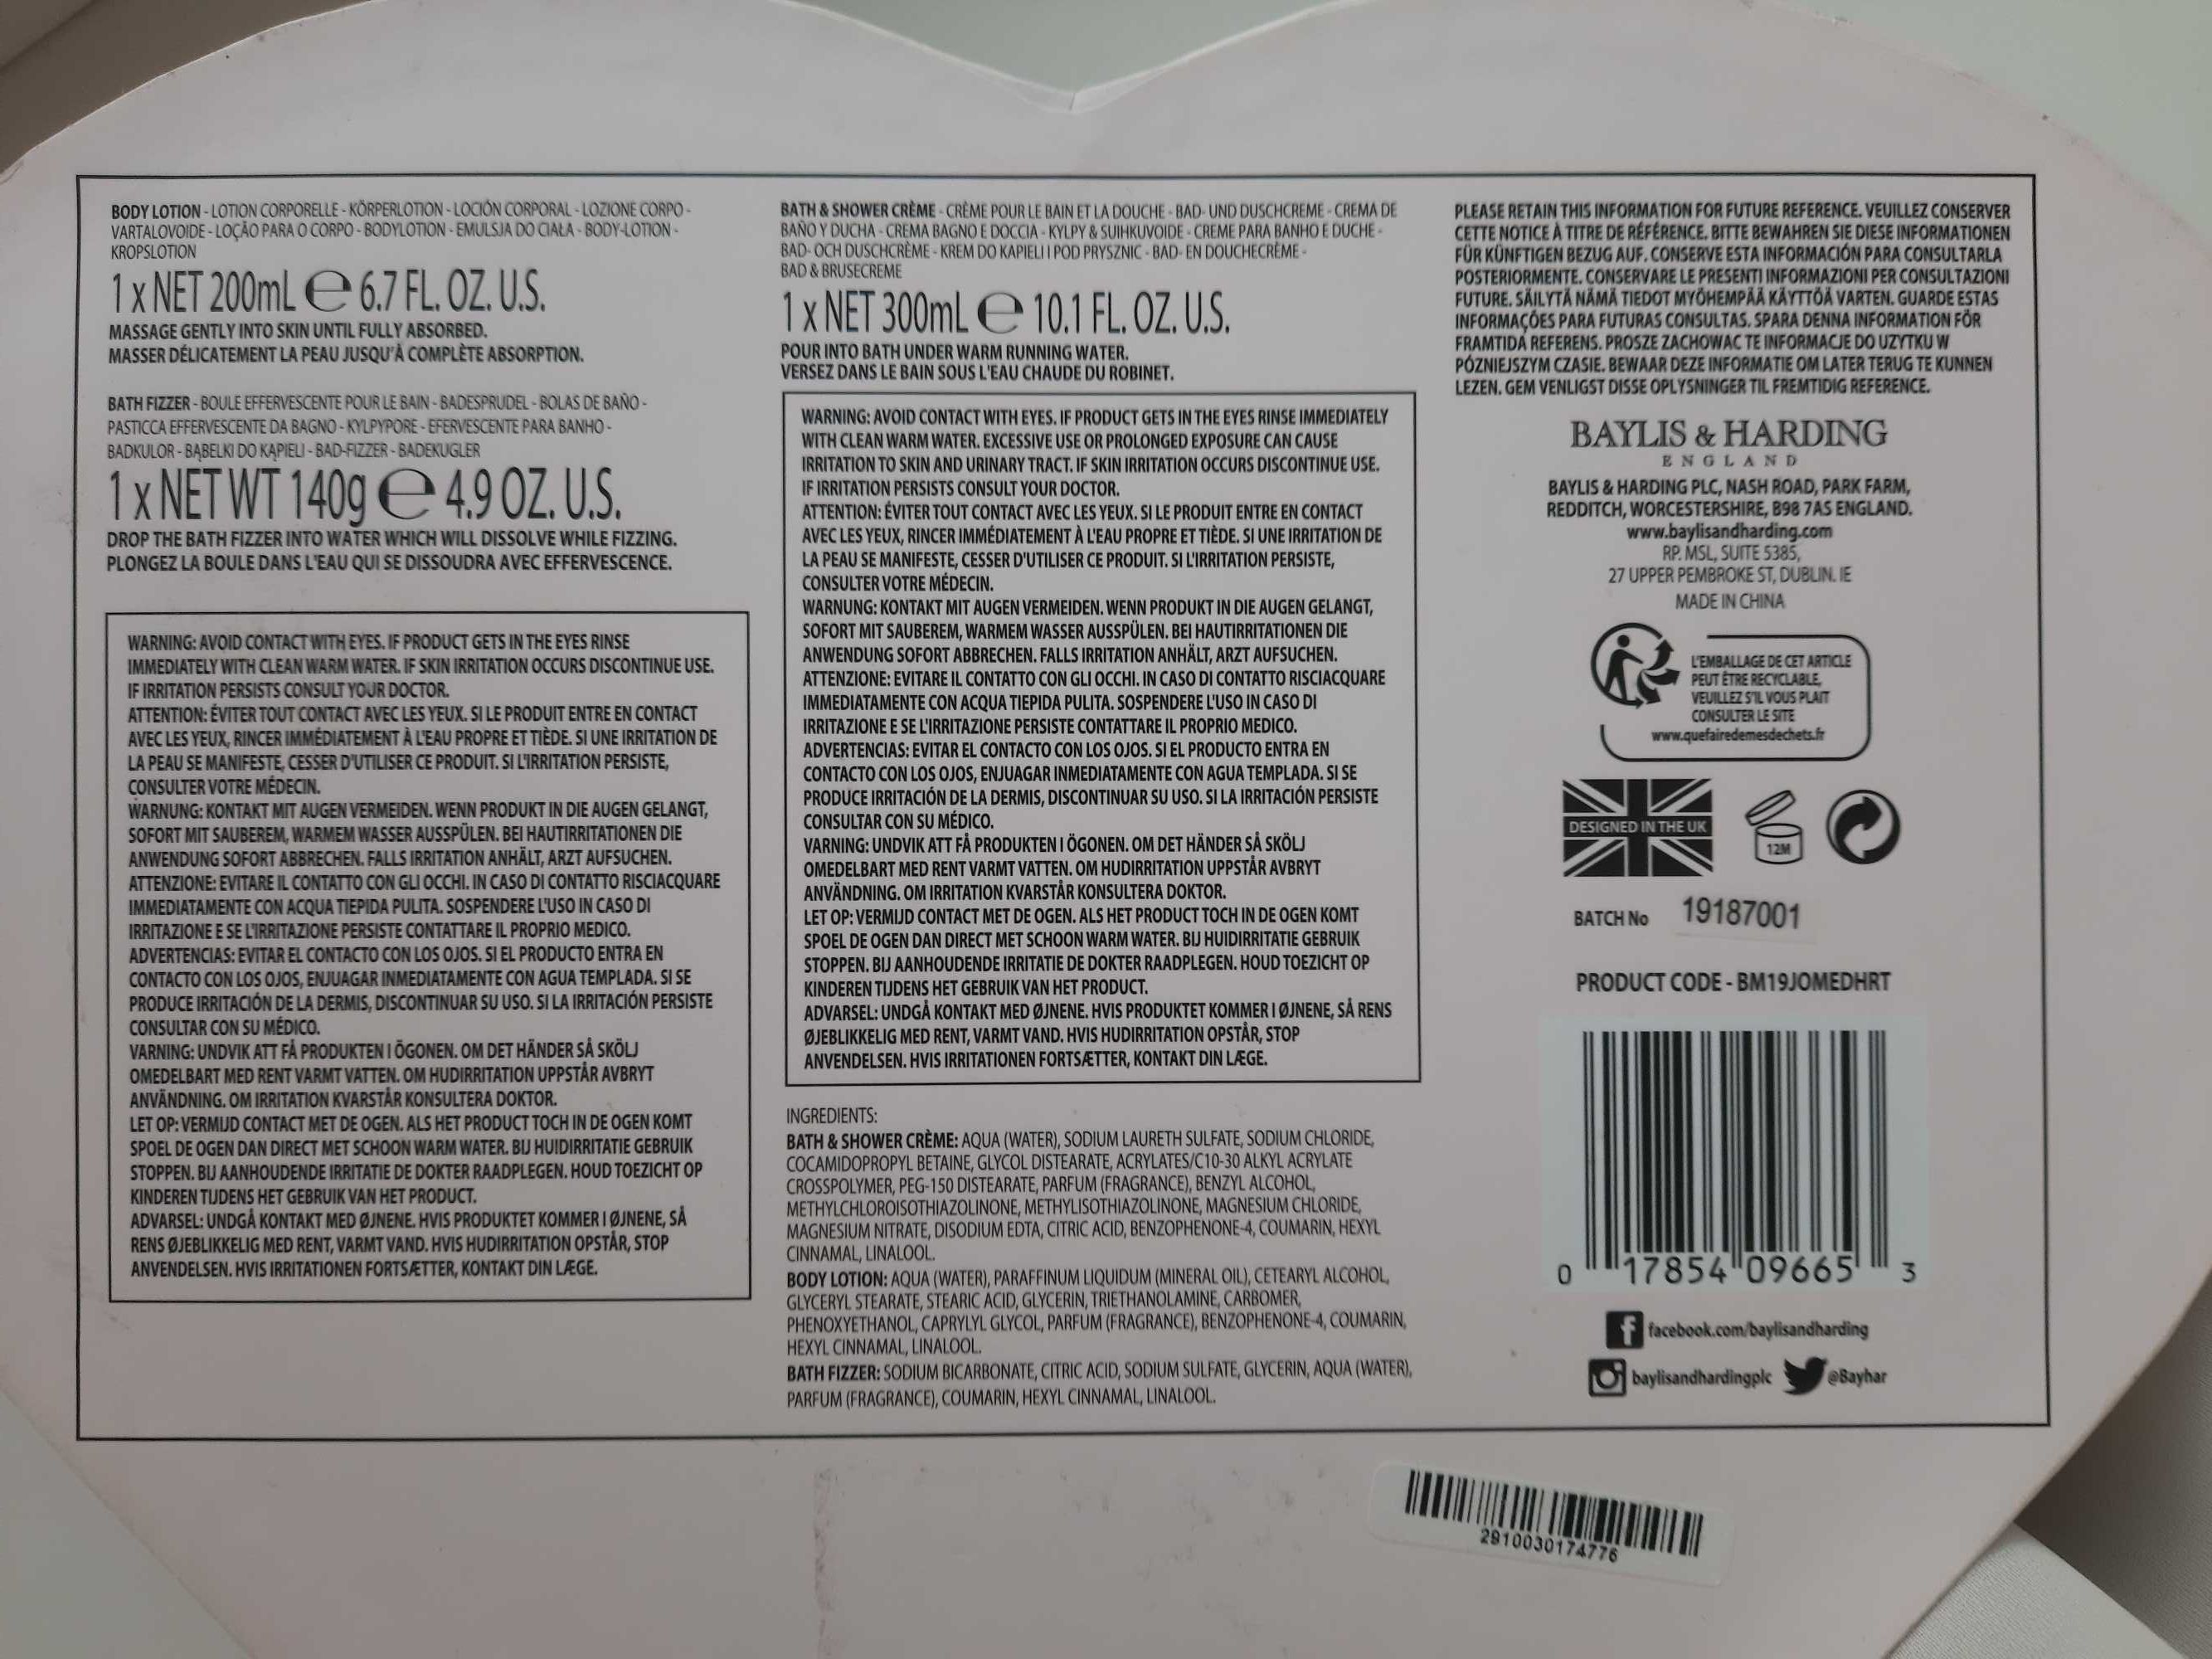 BODY LOTION - LOTION CORPORELLE - KÖRPERLOTION - LOCIÓN CORPORAL - LOZIONE CORPO -
VARTALOVOIDE - LOÇÃO PARA O CORPO - BODYLOTION - EMULSJA DO CIAŁA - BODY-LOTION -
KROPSLOTION
1 x NET 200mL e 6.7 FL. OZ. U.S.
MASSAGE GENTLY INTO SKIN UNTIL FULLY ABSORBED.
MASSER DÉLICATEMENT LA PEAU JUSQU'À COMPLÈTE ABSORPTION.
BATH FIZZER - BOULE EFFERVESCENTE POUR LE BAIN - BADESPRUDEL - BOLAS DE BAÑO -
PASTICCA EFFERVESCENTE DA BAGNO - KYLPYPORE - EFERVESCENTE PARA BANHO -
BADKULOR - BĄBELKI DO KĄPIELI - BAD-FIZZER - BADEKUGLER
1 x NET WT 140g e 4.9 OZ. U.S.
DROP THE BATH FIZZER INTO WATER WHICH WILL DISSOLVE WHILE FIZZING.
PLONGEZ LA BOULE DANS L'EAU QUI SE DISSOUDRA AVEC EFFERVESCENCE.
WARNING: AVOID CONTACT WITH EYES. IF PRODUCT GETS IN THE EYES RINSE
IMMEDIATELY WITH CLEAN WARM WATER. IF SKIN IRRITATION OCCURS DISCONTINUE USE.
IF IRRITATION PERSISTS CONSULT YOUR DOCTOR.
ATTENTION: ÉVITER TOUT CONTACT AVEC LES YEUX. SI LE PRODUIT ENTRE EN CONTACT
AVEC LES YEUX, RINCER IMMÉDIATEMENT À L'EAU PROPRE ET TIÈDE. SI UNE IRRITATION DE
LA PEAU SE MANIFESTE, CESSER D'UTILISER CE PRODUIT. SI L'IRRITATION PERSISTE,
CONSULTER VOTRE MÉDECIN.
WARNUNG: KONTAKT MIT AUGEN VERMEIDEN. WENN PRODUKT IN DIE AUGEN GELANGT,
SOFORT MIT SAUBEREM, WARMEM WASSER AUSSPÜLEN. BEI HAUTIRRITATIONEN DIE
ANWENDUNG SOFORT ABBRECHEN. FALLS IRRITATION ANHÄLT, ARZT AUFSUCHEN.
ATTENZIONE: EVITARE IL CONTATTO CON GLI OCCHI. IN CASO DI CONTATTO RISCIACQUARE
IMMEDIATAMENTE CON ACQUA TIEPIDA PULITA. SOSPENDERE L'USO IN CASO DI
IRRITAZIONE E SE L'IRRITAZIONE PERSISTE CONTATTARE IL PROPRIO MEDICO.
ADVERTENCIAS: EVITAR EL CONTACTO CON LOS OJOS. SI EL PRODUCTO ENTRA EN
CONTACTO CON LOS OJOS, ENJUAGAR INMEDIATAMENTE CON AGUA TEMPLADA. SI SE
PRODUCE IRRITACIÓN DE LA DERMIS, DISCONTINUAR SU USO. SI LA IRRITACIÓN PERSISTE
CONSULTAR CON SU MÉDICO.
VARNING: UNDVIK ATT FÅ PRODUKTEN I ÖGONEN. OM DET HÄNDER SÅ SKÖLJ
OMEDELBART MED RENT VARMT VATTEN. OM HUDIRRITATION UPPSTÅR AVBRYT
ANVÄNDNING. OM IRRITATION KVARSTÅR KONSULTERA DOKTOR.
LET OP: VERMIJD CONTACT MET DE OGEN. ALS HET PRODUCT TOCH IN DE OGEN KOMT
SPOEL DE OGEN DAN DIRECT MET SCHOON WARM WATER. BIJ HUIDIRRITATIE GEBRUIK
STOPPEN. BIJ AANHOUDENDE IRRITATIE DE DOKTER RAADPLEGEN. HOUD TOEZICHT OP
KINDEREN TIJDENS HET GEBRUIK VAN HET PRODUCT.
ADVARSEL: UNDGÅ KONTAKT MED ØJNENE. HVIS PRODUKTET KOMMER I ØJNENE, SÅ
RENS ØJEBLIKKELIG MED RENT, VARMT VAND. HVIS HUDIRRITATION OPSTÅR, STOP
ANVENDELSEN. HVIS IRRITATIONEN FORTSÆTTER, KONTAKT DIN LÆGE.
BATH & SHOWER CRÈME - CRÈME POUR LE BAIN ET LA DOUCHE - BAD- UND DUSCHCREME - CREMA DE
BAÑO Y DUCHA - CREMA BAGNO E DOCCIA - KYLPY & SUIHKUVOIDE - CREME PARA BANHO E DUCHE -
BAD- OCH DUSCHCRÈME - KREM DO KAPIELI I POD PRYSZNIC - BAD- EN DOUCHECRÈME -
BAD & BRUSECREME
1 x NET 300mL e 10.1 FL. OZ. U.S.
POUR INTO BATH UNDER WARM RUNNING WATER.
VERSEZ DANS LE BAIN SOUS L'EAU CHAUDE DU ROBINET.
WARNING: AVOID CONTACT WITH EYES. IF PRODUCT GETS IN THE EYES RINSE IMMEDIATELY
WITH CLEAN WARM WATER. EXCESSIVE USE OR PROLONGED EXPOSURE CAN CAUSE
IRRITATION TO SKIN AND URINARY TRACT. IF SKIN IRRITATION OCCURS DISCONTINUE USE.
IF IRRITATION PERSISTS CONSULT YOUR DOCTOR.
ATTENTION: ÉVITER TOUT CONTACT AVEC LES YEUX. SI LE PRODUIT ENTRE EN CONTACT
AVEC LES YEUX, RINCER IMMÉDIATEMENT À L'EAU PROPRE ET TIÈDE. SI UNE IRRITATION DE
LA PEAU SE MANIFESTE, CESSER D'UTILISER CE PRODUIT. SI L'IRRITATION PERSISTE,
CONSULTER VOTRE MÉDECIN.
WARNUNG: KONTAKT MIT AUGEN VERMEIDEN. WENN PRODUKT IN DIE AUGEN GELANGT,
SOFORT MIT SAUBEREM, WARMEM WASSER AUSSPÜLEN. BEI HAUTIRRITATIONEN DIE
ANWENDUNG SOFORT ABBRECHEN. FALLS IRRITATION ANHÄLT, ARZT AUFSUCHEN.
ATTENZIONE: EVITARE IL CONTATTO CON GLI OCCHI. IN CASO DI CONTATTO RISCIACQUARE
IMMEDIATAMENTE CON ACQUA TIEPIDA PULITA. SOSPENDERE L'USO IN CASO DI
IRRITAZIONE E SE L'IRRITAZIONE PERSISTE CONTATTARE IL PROPRIO MEDICO.
ADVERTENCIAS: EVITAR EL CONTACTO CON LOS OJOS. SI EL PRODUCTO ENTRA EN
CONTACTO CON LOS OJOS, ENJUAGAR INMEDIATAMENTE CON AGUA TEMPLADA. SI SE
PRODUCE IRRITACIÓN DE LA DERMIS, DISCONTINUAR SU USO. SI LA IRRITACIÓN PERSISTE
CONSULTAR CON SU MÉDICO.
VARNING: UNDVIK ATT FÅ PRODUKTEN I ÖGONEN. OM DET HÄNDER SÅ SKÖLJ
OMEDELBART MED RENT VARMT VATTEN. OM HUDIRRITATION UPPSTÅR AVBRYT
ANVÄNDNING. OM IRRITATION KVARSTÅR KONSULTERA DOKTOR.
LET OP: VERMIJD CONTACT MET DE OGEN. ALS HET PRODUCT TOCH IN DE OGEN KOMT
SPOEL DE OGEN DAN DIRECT MET SCHOON WARM WATER. BIJ HUIDIRRITATIE GEBRUIK
STOPPEN. BIJ AANHOUDENDE IRRITATIE DE DOKTER RAADPLEGEN. HOUD TOEZICHT OP
KINDEREN TIJDENS HET GEBRUIK VAN HET PRODUCT.
ADVARSEL: UNDGÅ KONTAKT MED ØJNENE. HVIS PRODUKTET KOMMER I ØJNENE, SÅ RENS
ØJEBLIKKELIG MED RENT, VARMT VAND. HVIS HUDIRRITATION OPSTÅR, STOP
ANVENDELSEN. HVIS IRRITATIONEN FORTSÆTTER, KONTAKT DIN LÆGE.
INGREDIENTS:
BATH & SHOWER CRÈME: AQUA (WATER), SODIUM LAURETH SULFATE, SODIUM CHLORIDE,
COCAMIDOPROPYL BETAINE, GLYCOL DISTEARATE, ACRYLATES/C10-30 ALKYL ACRYLATE
CROSSPOLYMER, PEG-150 DISTEARATE, PARFUM (FRAGRANCE), BENZYL ALCOHOL,
METHYLCHLOROISOTHIAZOLINONE, METHYLISOTHIAZOLINONE, MAGNESIUM CHLORIDE,
MAGNESIUM NITRATE, DISODIUM EDTA, CITRIC ACID, BENZOPHENONE-4, COUMARIN, HEXYL
CINNAMAL, LINALOOL.
BODY LOTION: AQUA (WATER), PARAFFINUM LIQUIDUM (MINERAL OIL), CETEARYL ALCOHOL,
GLYCERYL STEARATE, STEARIC ACID, GLYCERIN, TRIETHANOLAMINE, CARBOMER,
PHENOXYETHANOL, CAPRYLYL GLYCOL, PARFUM (FRAGRANCE), BENZOPHENONE-4, COUMARIN,
HEXYL CINNAMAL, LINALOOL.
BATH FIZZER: SODIUM BICARBONATE, CITRIC ACID, SODIUM SULFATE, GLYCERIN, AQUA (WATER),
PARFUM (FRAGRANCE), COUMARIN, HEXYL CINNAMAL, LINALOOL.
PLEASE RETAIN THIS INFORMATION FOR FUTURE REFERENCE. VEUILLEZ CONSERVER
CETTE NOTICE À TITRE DE RÉFÉRENCE. BITTE BEWAHREN SIE DIESE INFORMATIONEN
FÜR KÜNFTIGEN BEZUG AUF. CONSERVE ESTA INFORMACIÓN PARA CONSULTARLA
POSTERIORMENTE. CONSERVARE LE PRESENTI INFORMAZIONI PER CONSULTAZIONI
FUTURE. SÄILYTÄ NÄMÄ TIEDOT MYÖHEMPÄÄ KÄYTTÖÄ VARTEN. GUARDE ESTAS
INFORMAÇÕES PARA FUTURAS CONSULTAS. SPARA DENNA INFORMATION FÖR
FRAMTIDA REFERENS. PROSZE ZACHOWAC TE INFORMACJE DO UZYTKU W
PÓZNIEJSZYM CZASIE. BEWAAR DEZE INFORMATIE OM LATER TERUG TE KUNNEN
LEZEN. GEM VENLIGST DISSE OPLYSNINGER TIL FREMTIDIG REFERENCE.
BAYLIS & HARDING
ENGLAND
BAYLIS & HARDING PLC, NASH ROAD, PARK FARM,
REDDITCH, WORCESTERSHIRE, B98 7AS ENGLAND.
www.baylisandharding.com
RP. MSL, SUITE 5385,
27 UPPER PEMBROKE ST, DUBLIN. IE
MADE IN CHINA
L'EMBALLAGE DE CET ARTICLE
PEUT ÊTRE RECYCLABLE,
VEUILLEZ S'IL VOUS PLAIT
CONSULTER LE SITE
www.quefairedemesdechets.fr
DESIGNED IN THE UK
12M
BATCH No 19187001
PRODUCT CODE - BM19JOMEDHRT
0 17854 09665 3
facebook.com/baylisandharding
baylisandhardingplc @Bayhar
2910030174776